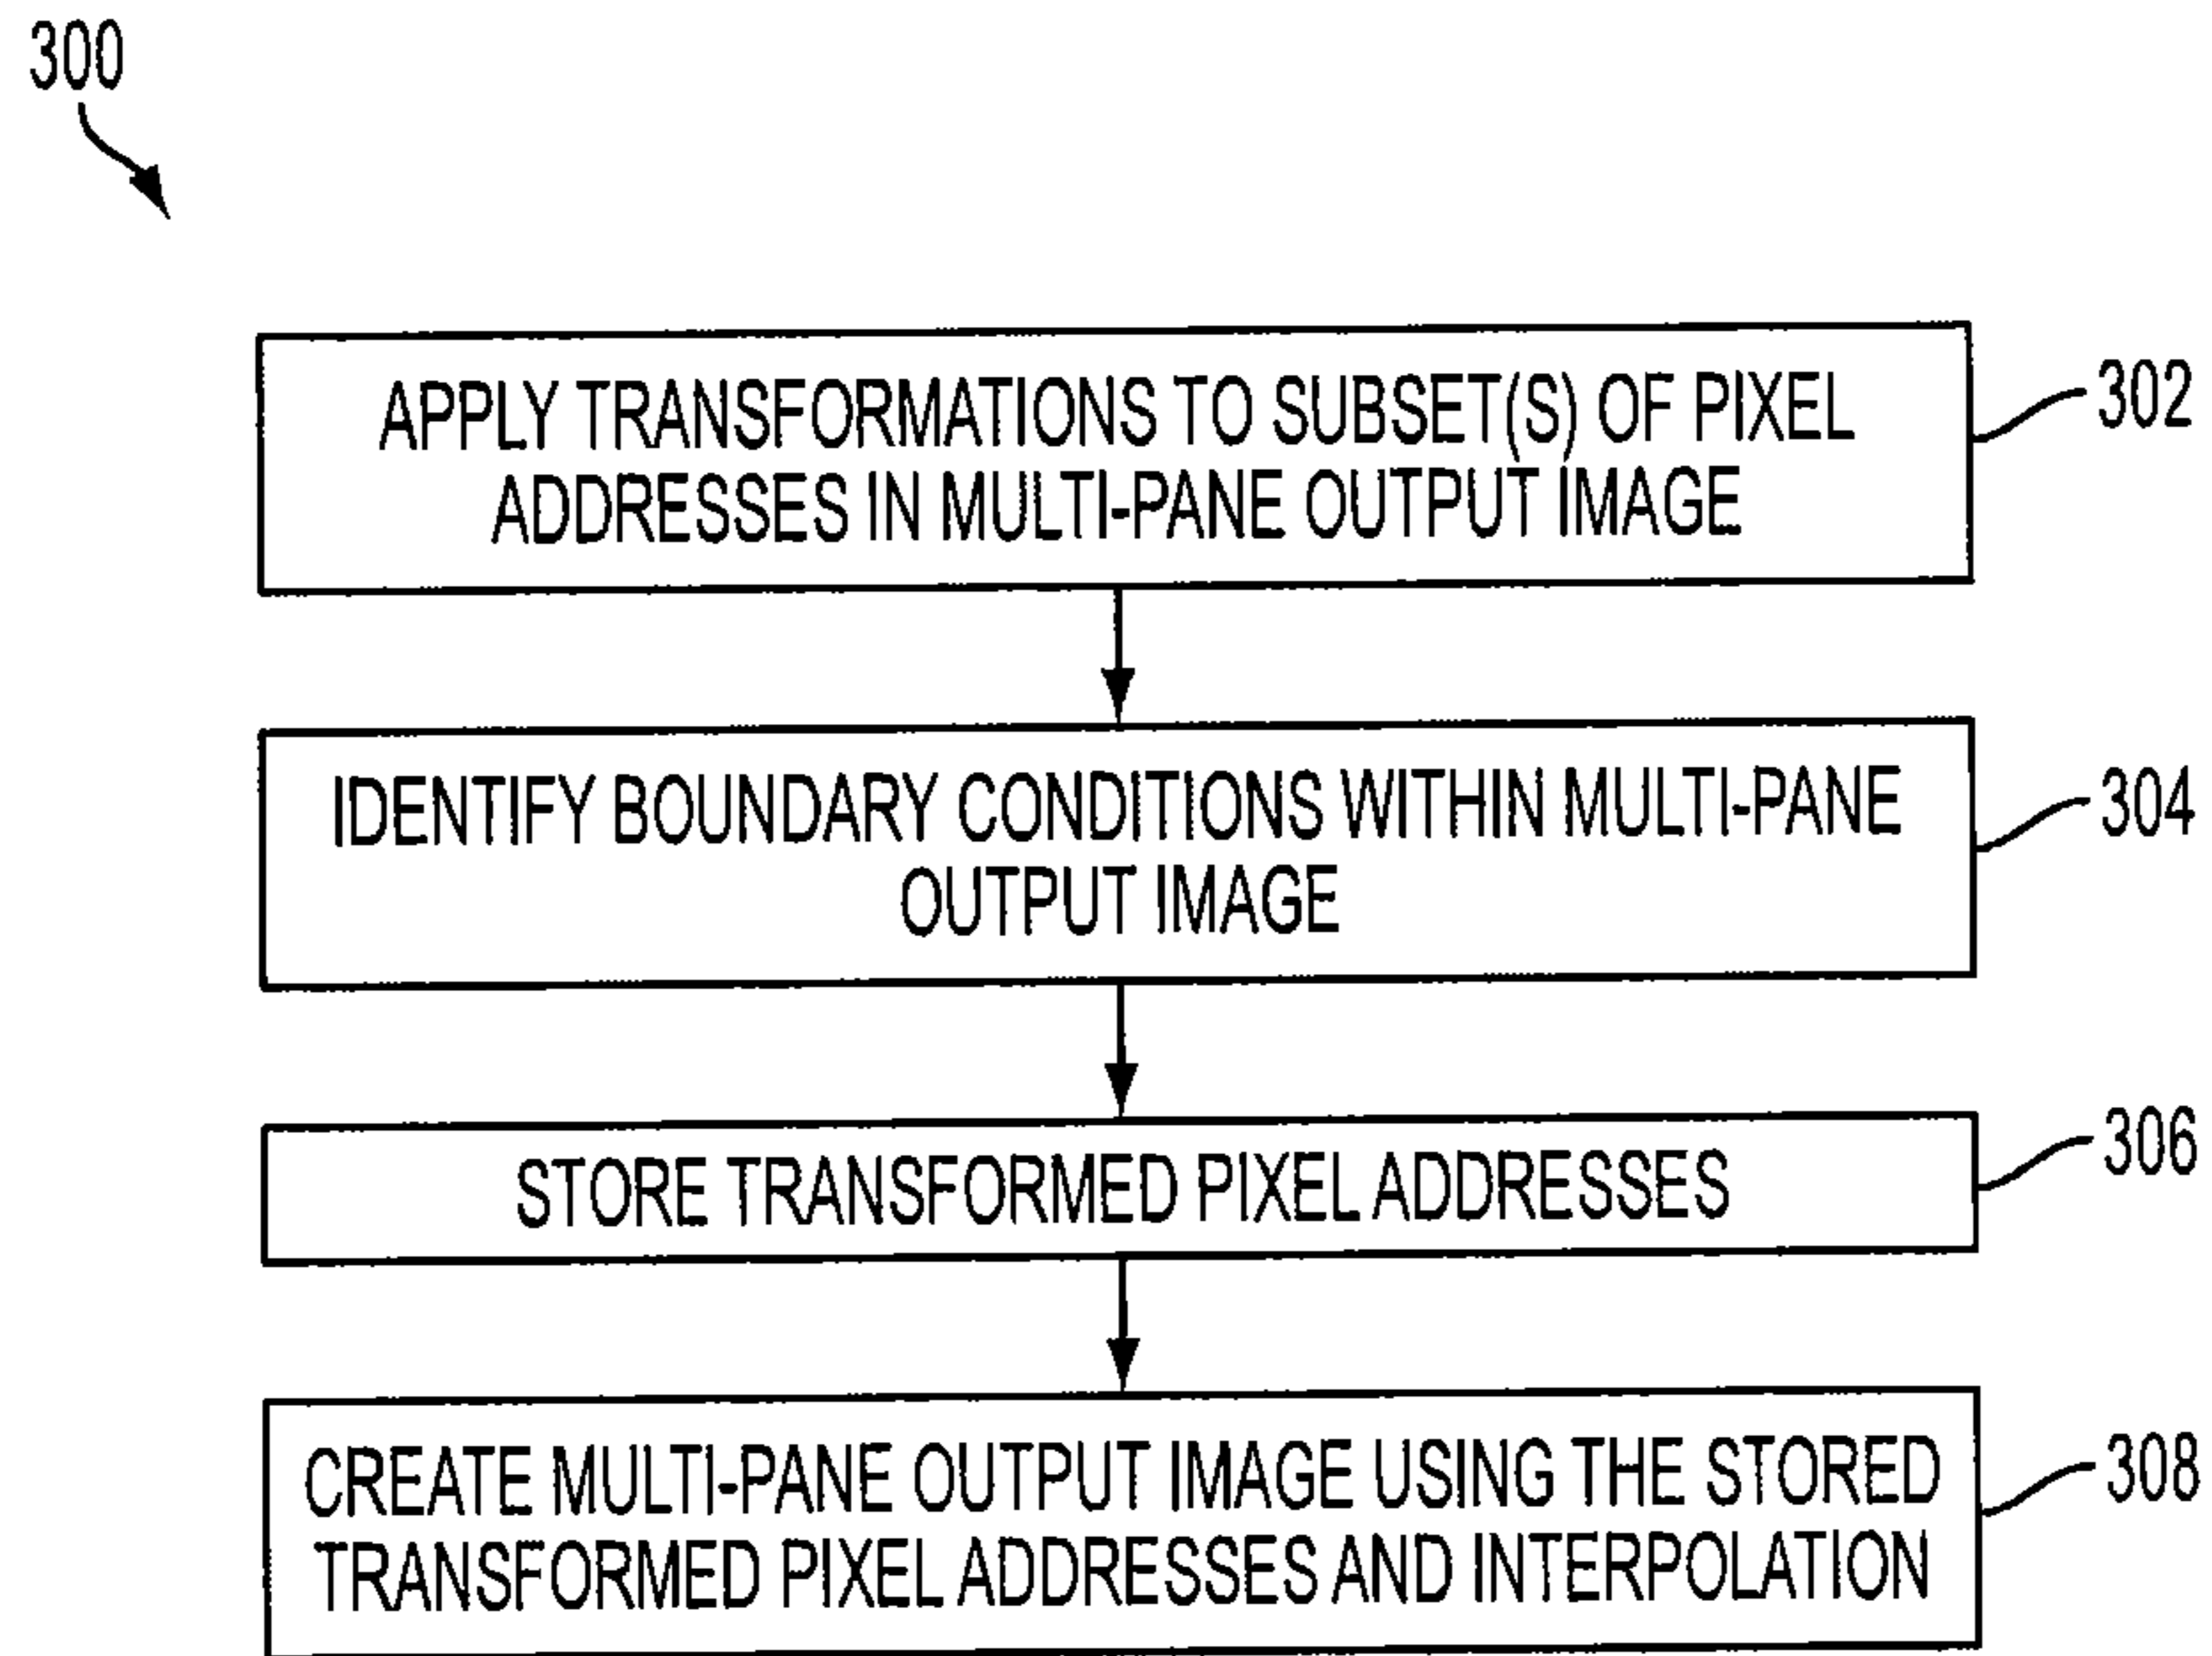 300
APPLY TRANSFORMATIONS TO SUBSET(S) OF PIXEL
ADDRESSES IN MULTI-PANE OUTPUT IMAGE
302
IDENTIFY BOUNDARY CONDITIONS WITHIN MULTI-PANE
OUTPUT IMAGE
304
STORE TRANSFORMED PIXEL ADDRESSES
306
CREATE MULTI-PANE OUTPUT IMAGE USING THE STORED
TRANSFORMED PIXEL ADDRESSES AND INTERPOLATION
308